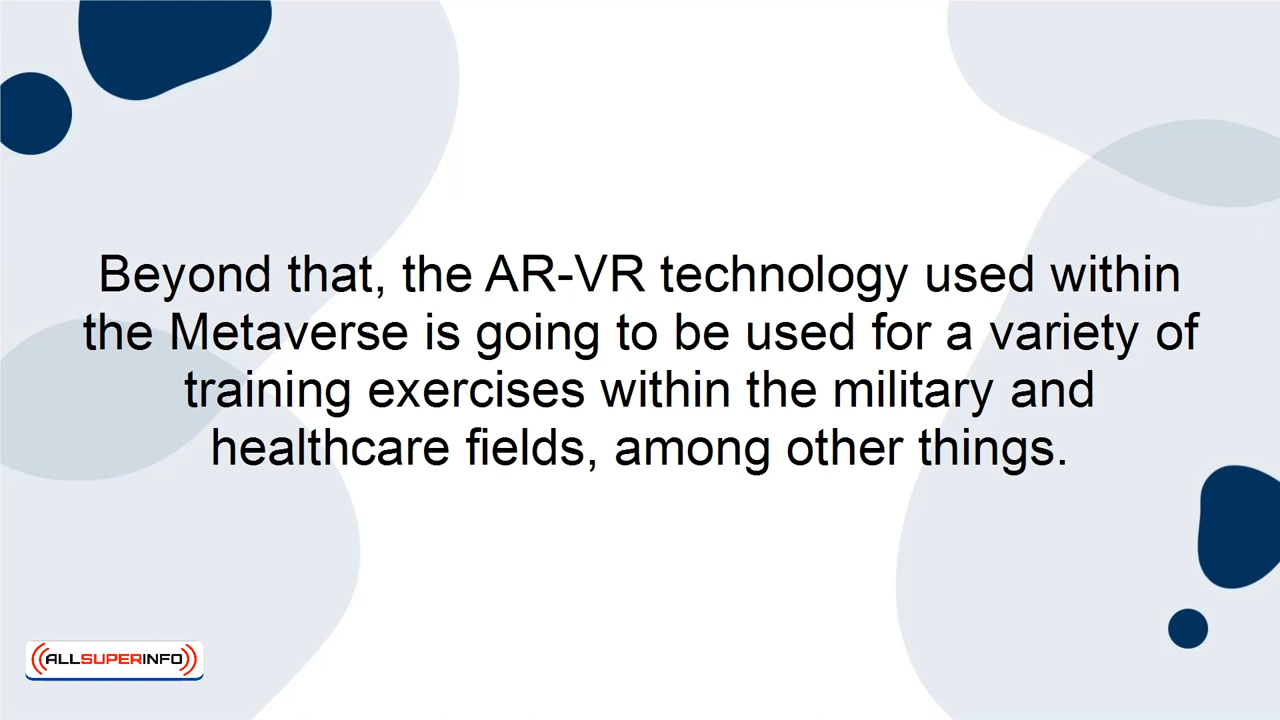 Beyond that, the AR-VR technology used within
the Metaverse is going to be used for a variety of
training exercises within the military and
healthcare fields, among other things.
ALLSUPERINFO